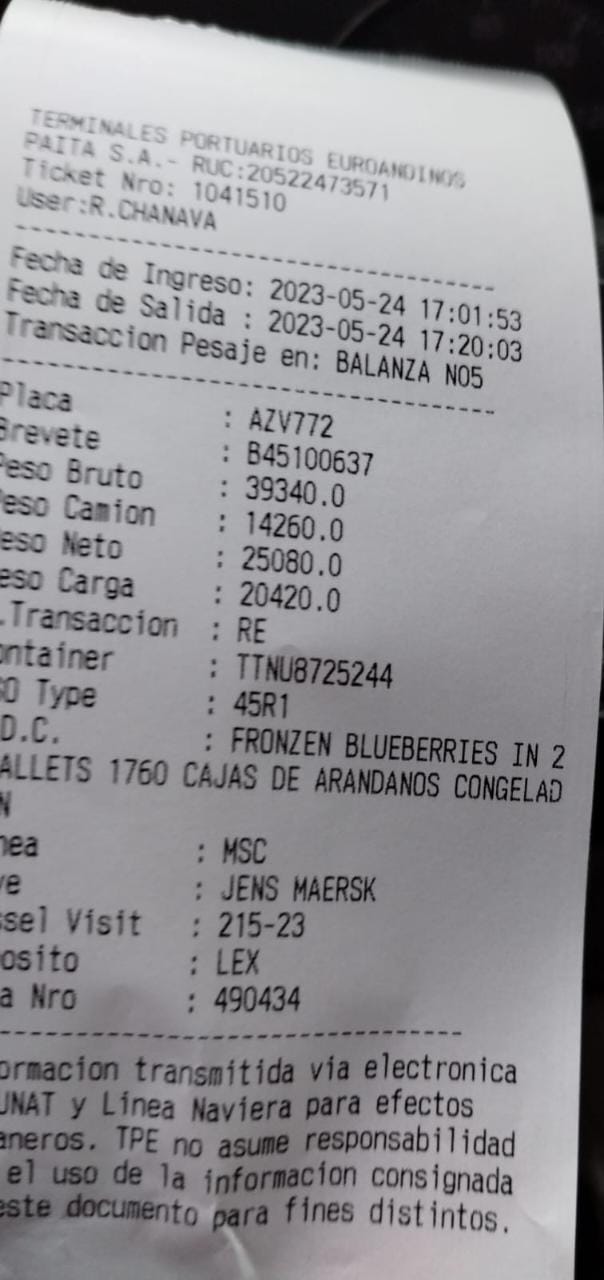 TERMINALES PORTUARIOS EUROANDINOS
PAITA S.A.- RUC:20522473571
Ticket Nro: 1041510
User:R.CHANAVA
Fecha de Ingreso: 2023-05-24 17:01:53
Fecha de Salida : 2023-05-24 17:20:03
Transaccion Pesaje en: BALANZA NO5
Placa : AZV772
Brevete : B45100637
Peso Bruto : 39340.0
eso Camion : 14260.0
eso Neto : 25080.0
eso Carga : 20420.0
.Transaccion : RE
ontainer : TTNU8725244
SO Type : 45R1
D.C. : FRONZEN BLUEBERRIES IN 2
ALLETS 1760 CAJAS DE ARANDANOS CONGELAD
N
nea : MSC
ve : JENS MAERSK
ssel Visit : 215-23
osito : LEX
a Nro : 490434
ormacion transmitida via electronica
UNAT y Linea Naviera para efectos
aneros. TPE no asume responsabilidad
el uso de la informacion consignada
este documento para fines distintos.